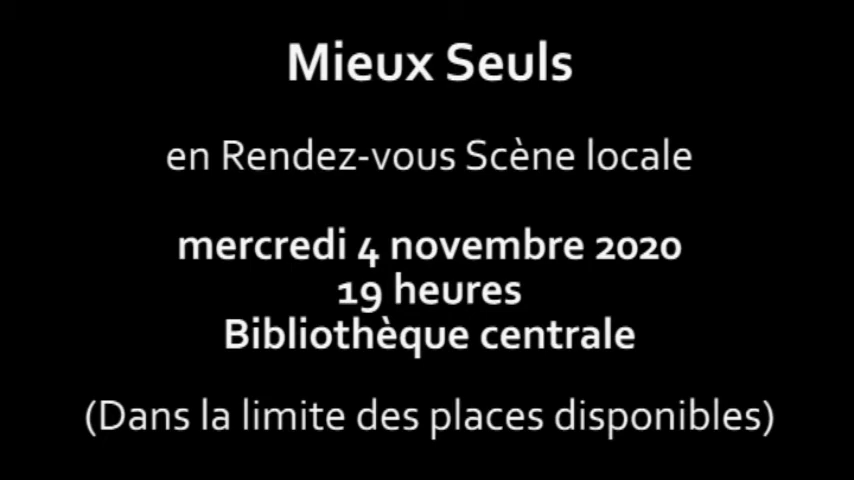 Mieux Seuls
en Rendez-vous Scène locale
mercredi 4 novembre 2020
19 heures
Bibliothèque centrale
(Dans la limite des places disponibles)